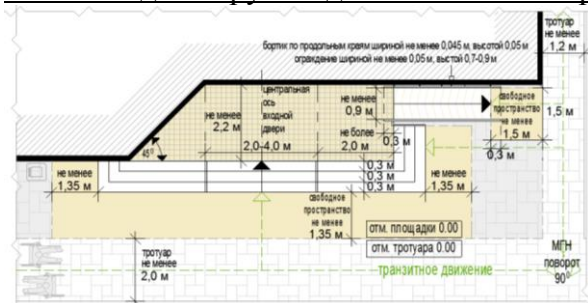 тротуар
не менее
1,2 м
бортик по продольным краям шириной не менее 0,045 м, высотой 0,05 м
ограждение шириной не менее 0,05 м, высотой 0,7-0,9 м
центральная
ось
входной
двери
не менее
2,2 м
не менее
0,9 м
свободное
пространство
не менее
1,5 м
1,5 м
45°
2,0-4,0 м
не более
2,0 м
0,3 м
0,3 м
0,3 м
0,3 м
0,3 м
не менее
1,35 м
не менее
1,35 м
свободное
пространство
не менее
1,35 м
отм. площадки 0.00
отм. тротуара 0.00
тротуар
не менее
2,0 м
транзитное движение
МГН
поворот
90°